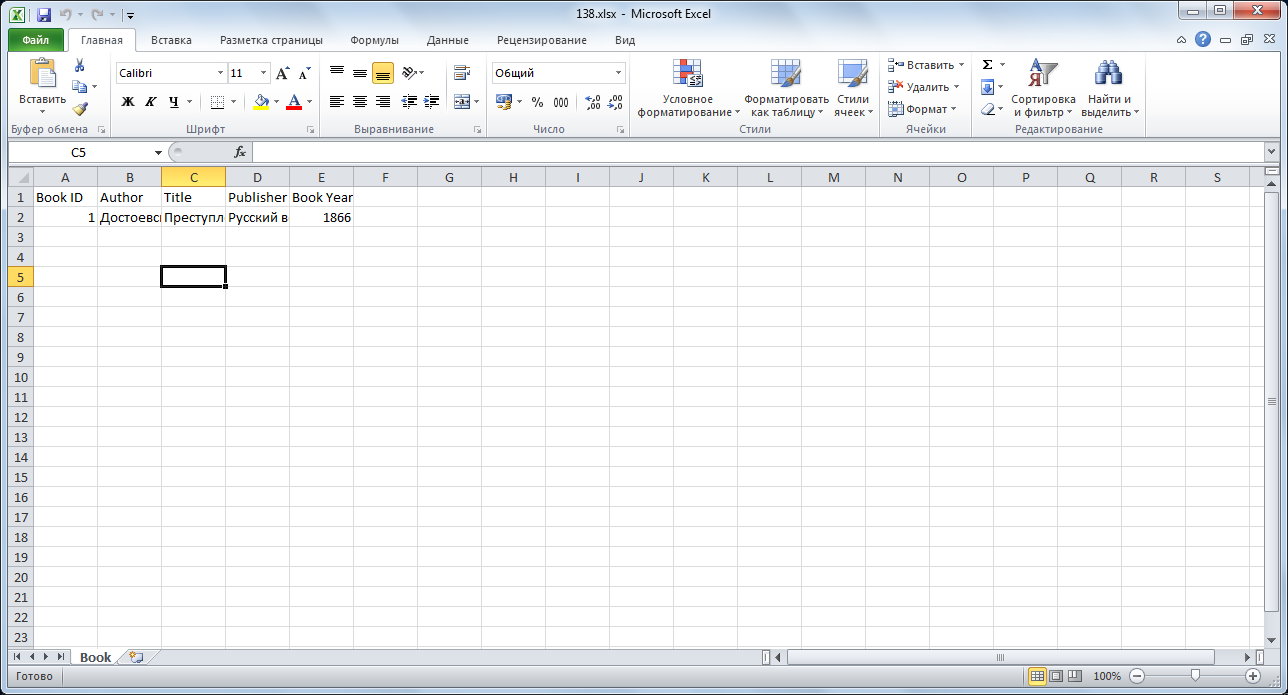 138.xlsx - Microsoft Excel
Файл Главная Вставка Разметка страницы Формулы Данные Рецензирование Вид
Вставить
Буфер обмена
Calibri 11
Ж К Ч
Шрифт
Выравнивание
Общий
% 000
Число
Условное форматирование
Форматировать как таблицу
Стили ячеек
Стили
Вставить
Удалить
Формат
Ячейки
Σ
Сортировка и фильтр
Найти и выделить
Редактирование
C5 fx
A B C D E F G H I J K L M N O P Q R S
1 Book ID Author Title Publisher Book Year
2 1 Достоевс Преступл Русский в 1866
3
4
5
6
7
8
9
10
11
12
13
14
15
16
17
18
19
20
21
22
23
Book
Готово 100%